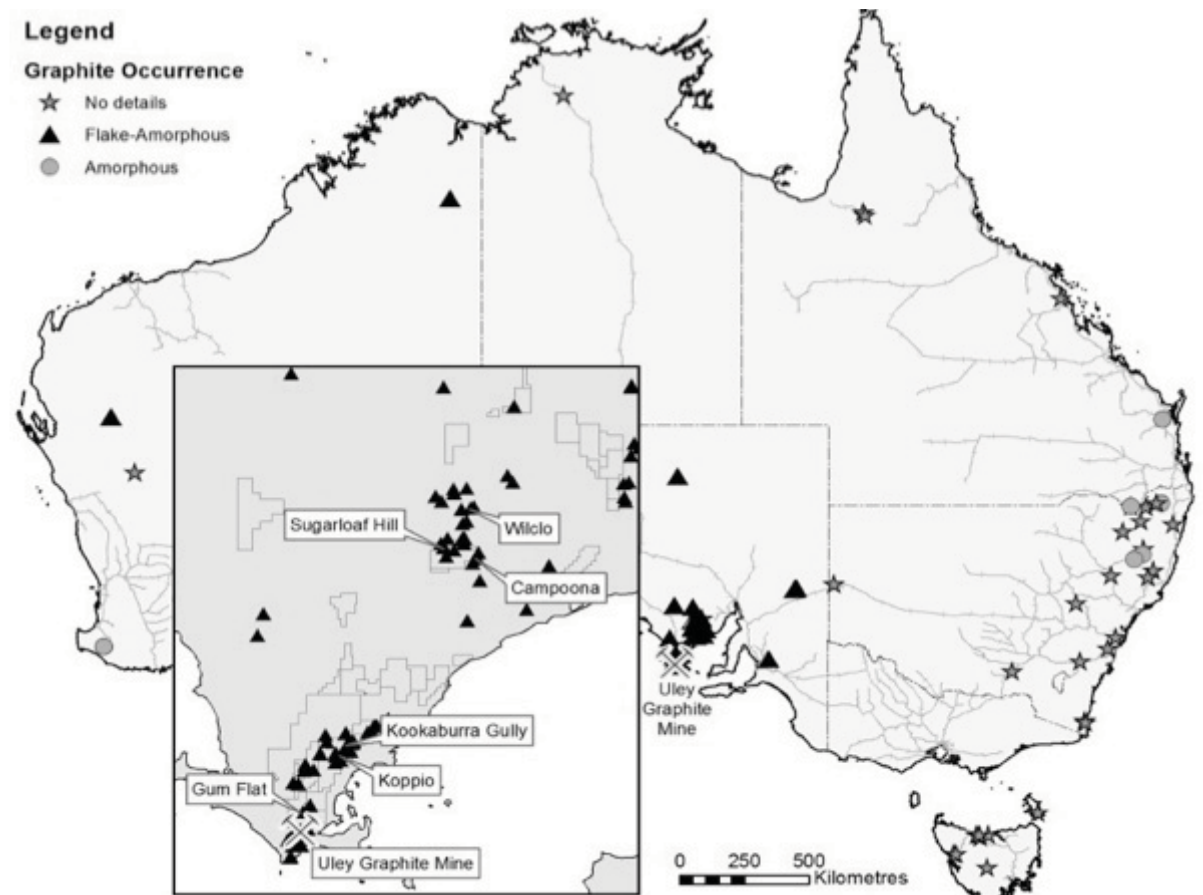 Legend
Graphite Occurrence
No details
Flake-Amorphous
Amorphous
Sugarloaf Hill
Wilclo
Campoona
Kookaburra Gully
Koppio
Gum Flat
Uley Graphite Mine
Uley
Graphite
Mine
0 250 500
Kilometres